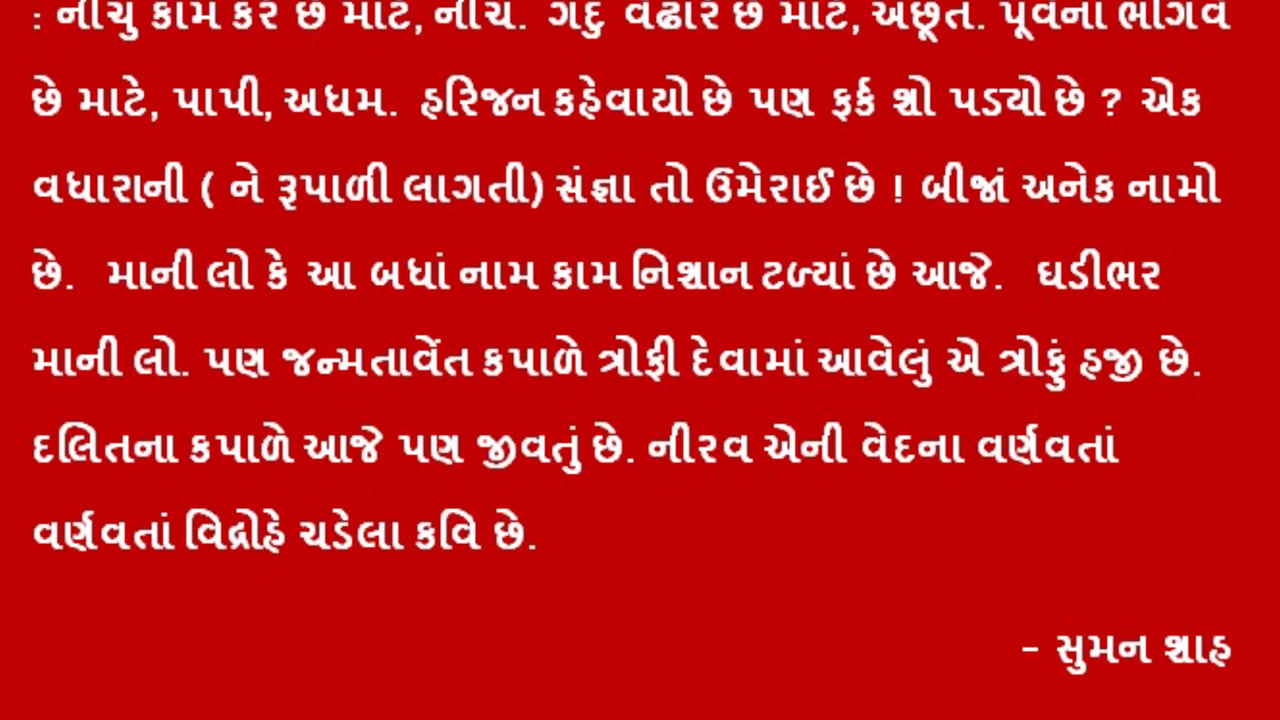 : નીચું કામ કરે છે માટે, નીચ. ગંદુ વેઢારે છે માટે, અછૂત. પૂર્વનાં ભોગવે
છે માટે, પાપી, અધમ. હરિજન કહેવાયો છે પણ ફર્ક શો પડ્યો છે ? એક
વધારાની ( ને રૂપાળી લાગતી) સંજ્ઞા તો ઉમેરાઈ છે ! બીજાં અનેક નામો
છે. માની લો કે આ બધાં નામ કામ નિશાન ટળ્યાં છે આજે. ઘડીભર
માની લો. પણ જન્મતાવેંત કપાળે ત્રોફી દેવામાં આવેલું એ ત્રોફું હજી છે.
દલિતના કપાળે આજે પણ જીવતું છે. નીરવ એની વેદના વર્ણવતાં
વર્ણવતાં વિદ્રોહે ચડેલા કવિ છે.
- સુમન શાહ